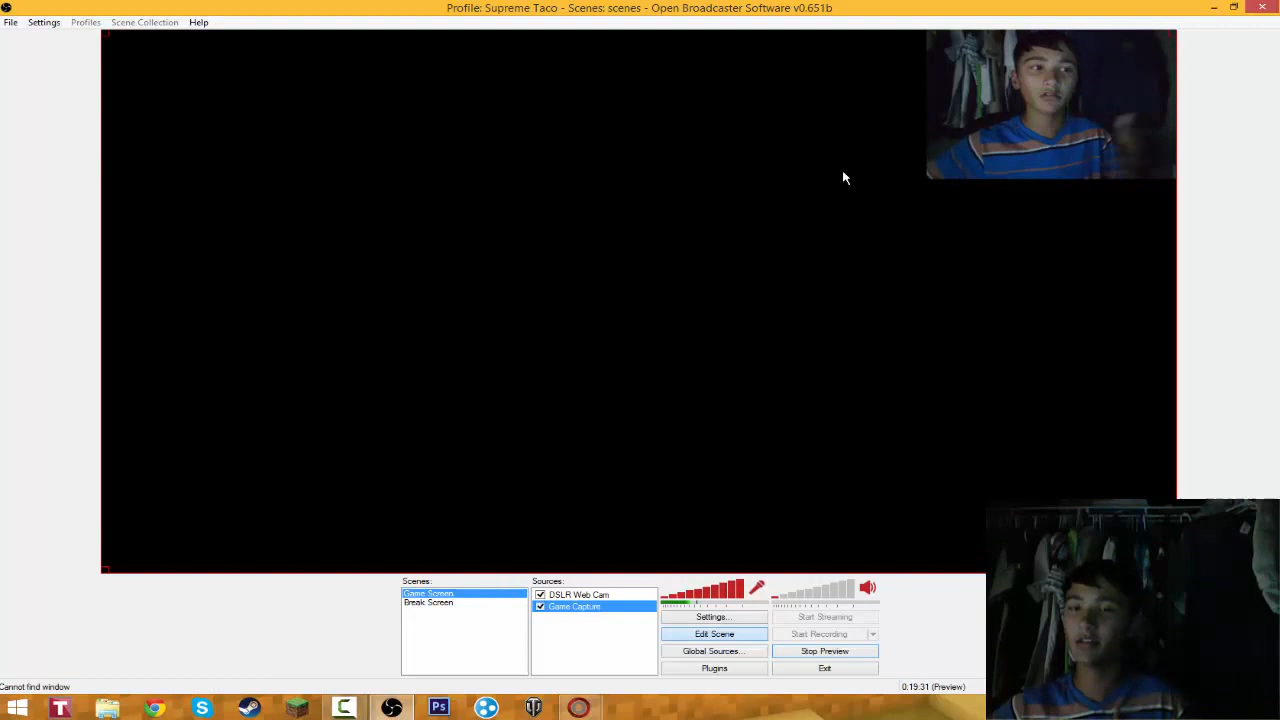 Profile: Supreme Taco - Scenes: scenes - Open Broadcaster Software v0.651b
File Settings Profiles Scene Collection Help
Scenes:
Game Screen
Break Screen
Sources:
DSLR Web Cam
Game Capture
Settings...
Start Streaming
Edit Scene
Start Recording
Global Sources...
Stop Preview
Plugins
Exit
Cannot find window
0:19:31 (Preview)
T
Ps